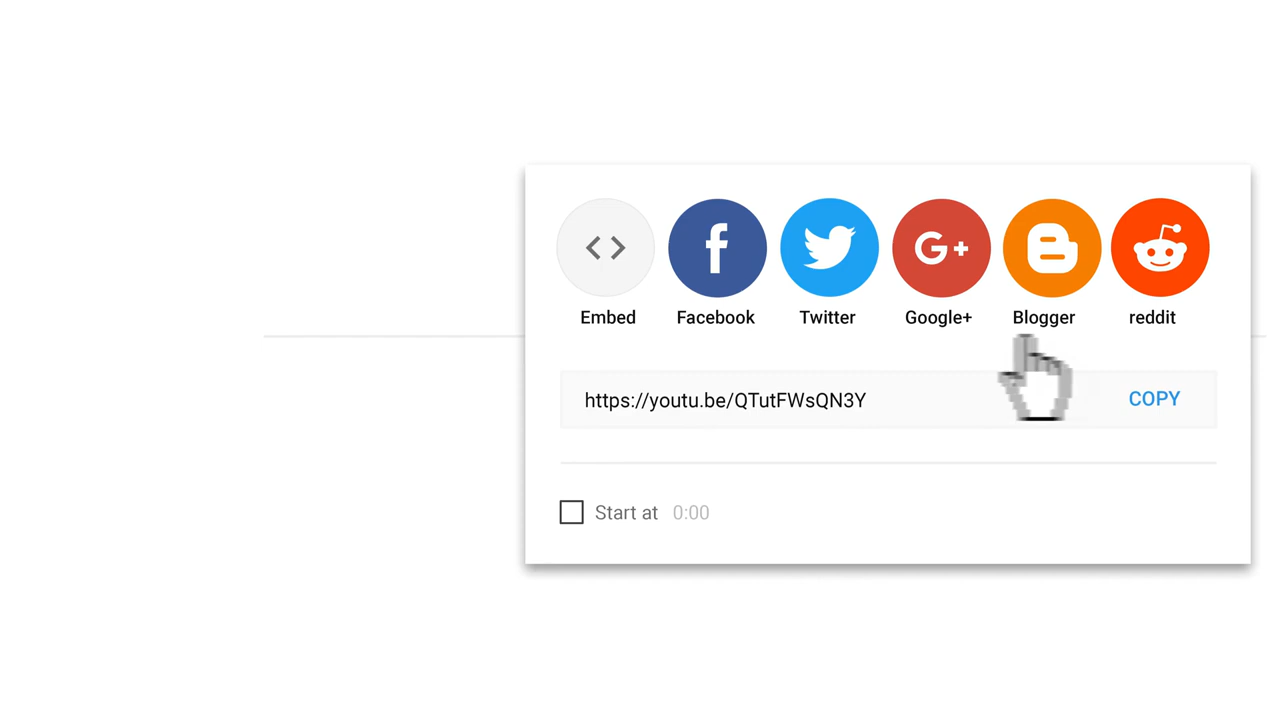 Embed Facebook Twitter Google+ Blogger reddit
https://youtu.be/QTutFWsQN3Y COPY
Start at 0:00